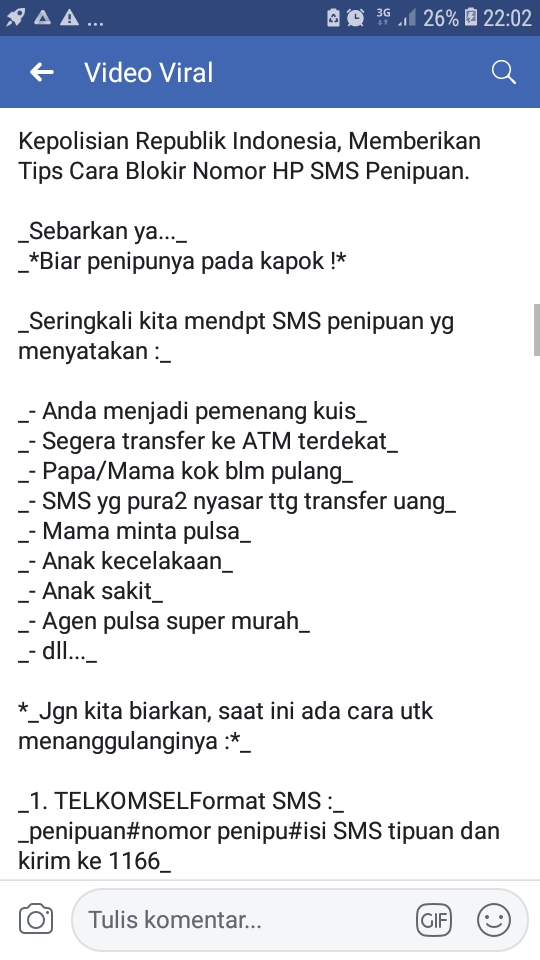 ... 3G 26% 22:02
Video Viral
Kepolisian Republik Indonesia, Memberikan
Tips Cara Blokir Nomor HP SMS Penipuan.
_Sebarkan ya..._
_*Biar penipunya pada kapok !*
_Seringkali kita mendpt SMS penipuan yg
menyatakan :_
_- Anda menjadi pemenang kuis_
_- Segera transfer ke ATM terdekat_
_- Papa/Mama kok blm pulang_
_- SMS yg pura2 nyasar ttg transfer uang_
_- Mama minta pulsa_
_- Anak kecelakaan_
_- Anak sakit_
_- Agen pulsa super murah_
_- dll..._
*_Jgn kita biarkan, saat ini ada cara utk
menanggulanginya :*_
_1. TELKOMSELFormat SMS :_
_penipuan#nomor penipu#isi SMS tipuan dan
kirim ke 1166_
Tulis komentar... GIF